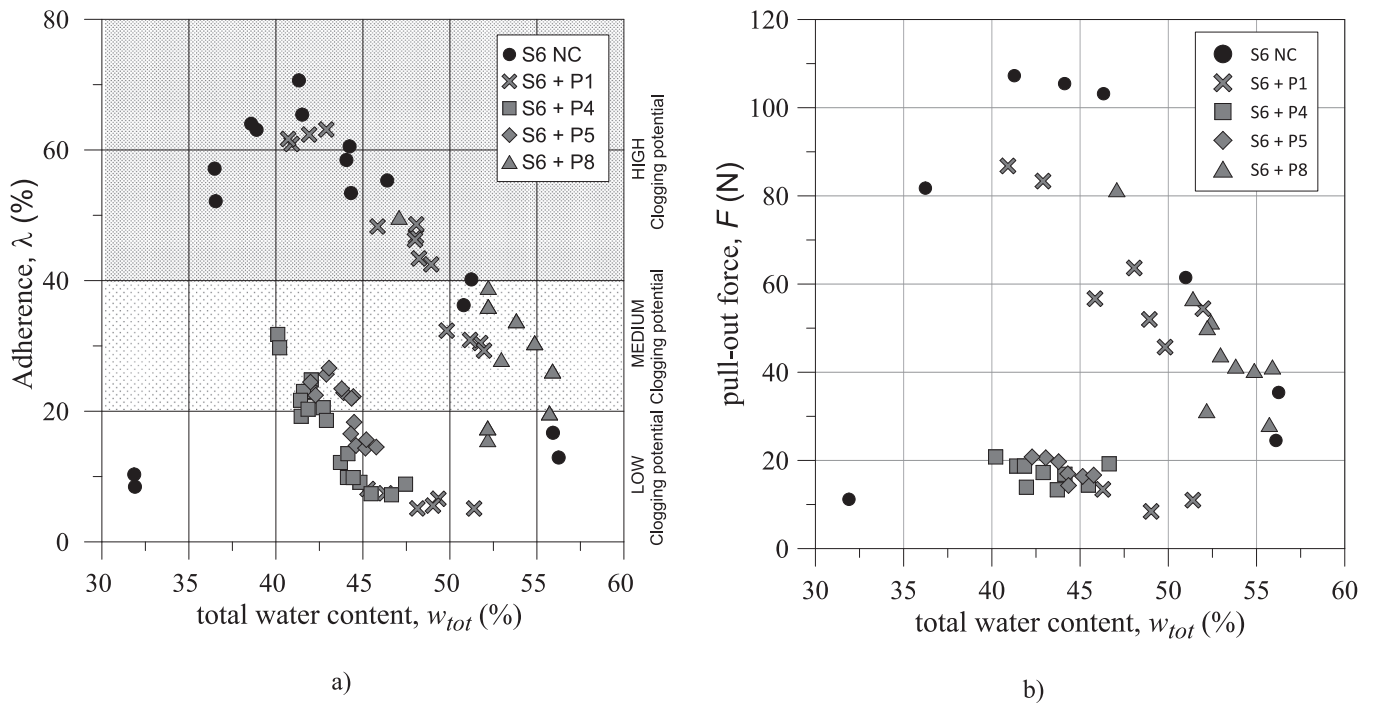 80
60
40
20
0
Adherence, λ (%)
S6 NC
S6 + P1
S6 + P4
S6 + P5
S6 + P8
HIGH
Clogging potential
MEDIUM
Clogging potential
LOW
Clogging potential
30 35 40 45 50 55 60
total water content, wtot (%)
a)
120
100
80
60
40
20
0
pull-out force, F (N)
S6 NC
S6 + P1
S6 + P4
S6 + P5
S6 + P8
30 35 40 45 50 55 60
total water content, wtot (%)
b)